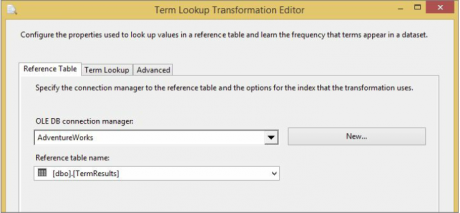 Term Lookup Transformation Editor
Configure the properties used to look up values in a reference table and learn the frequency that terms appear in a dataset.
Reference Table Term Lookup Advanced
Specify the connection manager to the reference table and the options for the index that the transformation uses.
OLE DB connection manager:
AdventureWorks New...
Reference table name:
[dbo].[TermResults]